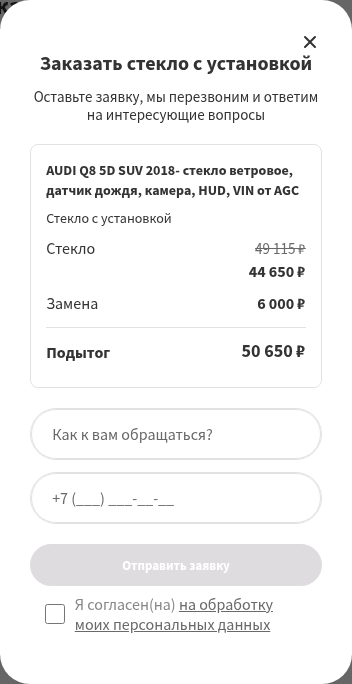 Заказать стекло с установкой
Оставьте заявку, мы перезвоним и ответим
на интересующие вопросы
AUDI Q8 5D SUV 2018- стекло ветровое,
датчик дождя, камера, HUD, VIN от AGC
Стекло с установкой
Стекло 49 115 ₽
44 650 ₽
Замена 6 000 ₽
Подытог 50 650 ₽
Как к вам обращаться?
+7 (___) ___-__-__
Отправить заявку
Я согласен(на) на обработку
моих персональных данных